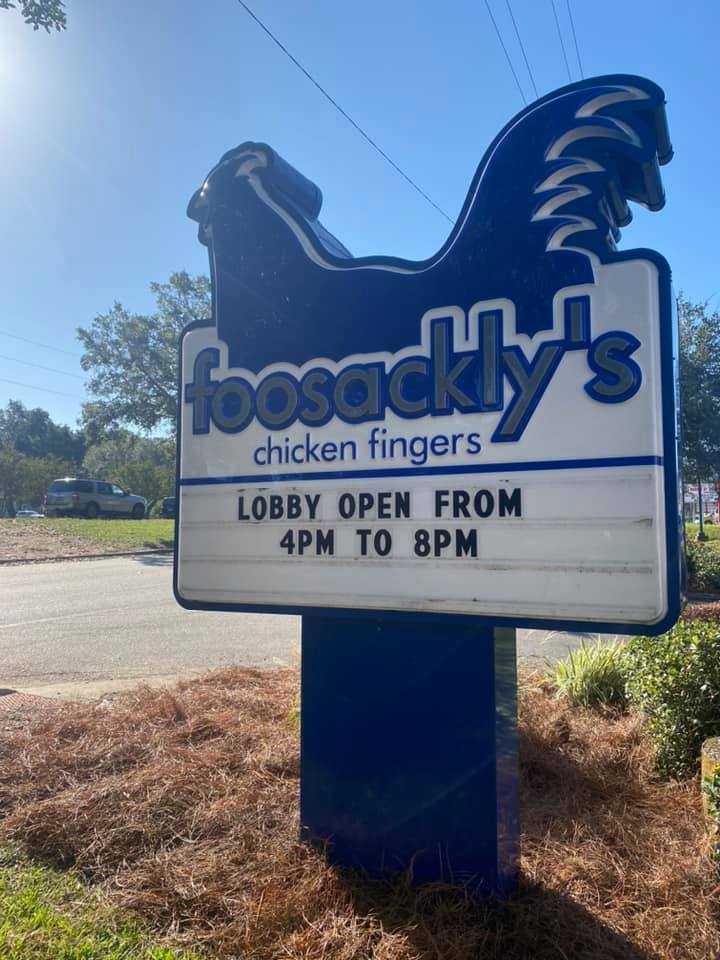 foosackly's
chicken fingers
LOBBY OPEN FROM
4PM TO 8PM